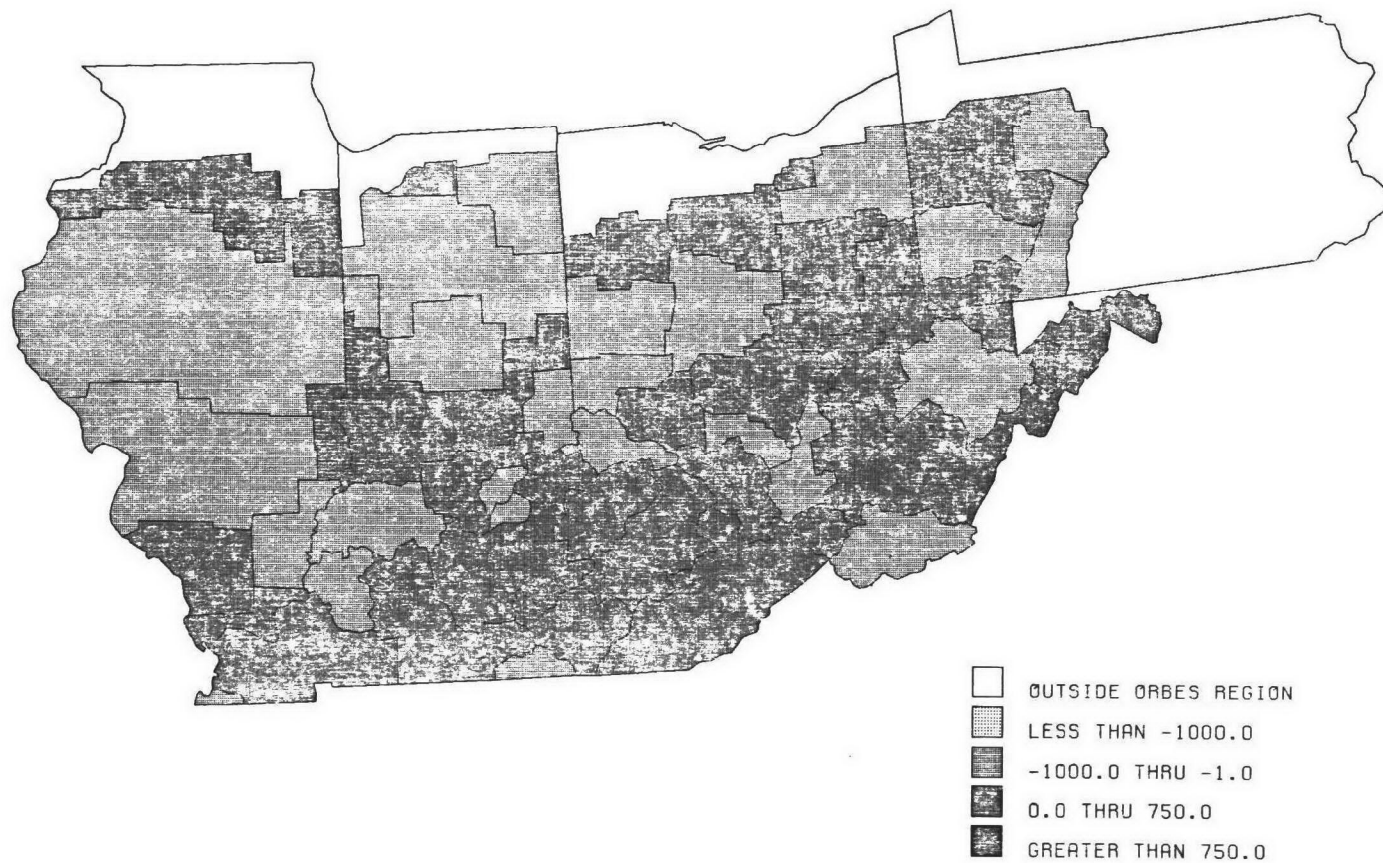 OUTSIDE ORBES REGION
LESS THAN -1000.0
-1000.0 THRU -1.0
0.0 THRU 750.0
GREATER THAN 750.0